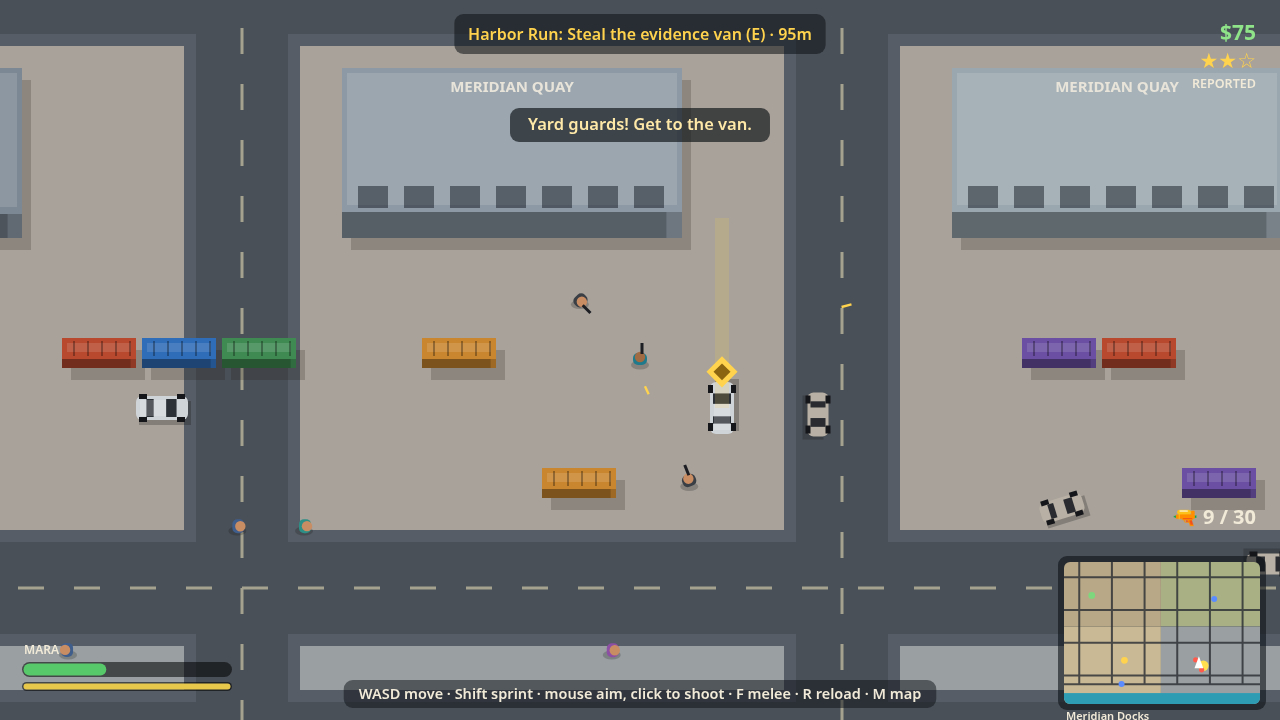 Harbor Run: Steal the evidence van (E) · 95m
$75
★★☆
REPORTED
MERIDIAN QUAY
MERIDIAN QUAY
Yard guards! Get to the van.
9 / 30
MARA
WASD move · Shift sprint · mouse aim, click to shoot · F melee · R reload · M map
Meridian Docks